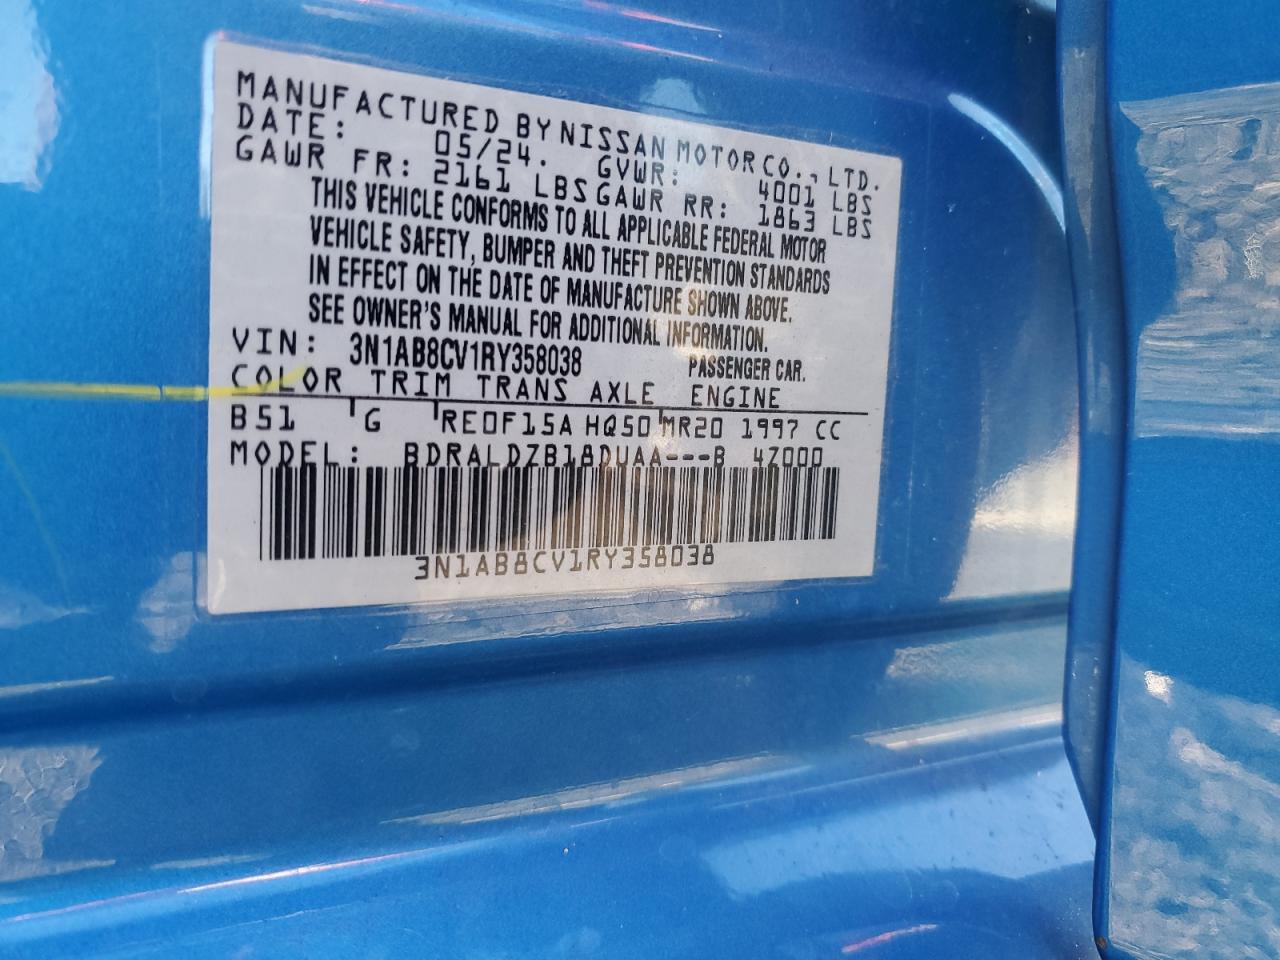 MANUFACTURED BY NISSAN MOTOR CO., LTD.
DATE: 05/24. GVWR: 4001 LBS
GAWR FR: 2161 LBS GAWR RR: 1863 LBS
THIS VEHICLE CONFORMS TO ALL APPLICABLE FEDERAL MOTOR
VEHICLE SAFETY, BUMPER AND THEFT PREVENTION STANDARDS
IN EFFECT ON THE DATE OF MANUFACTURE SHOWN ABOVE.
SEE OWNER'S MANUAL FOR ADDITIONAL INFORMATION.
VIN: 3N1AB8CV1RY358038 PASSENGER CAR.
COLOR TRIM TRANS AXLE ENGINE
B51 G RE0F15A HQ50 MR20 1997 CC
MODEL: BDRALDZB18DUAA---B 4Z000
3N1AB8CV1RY358038